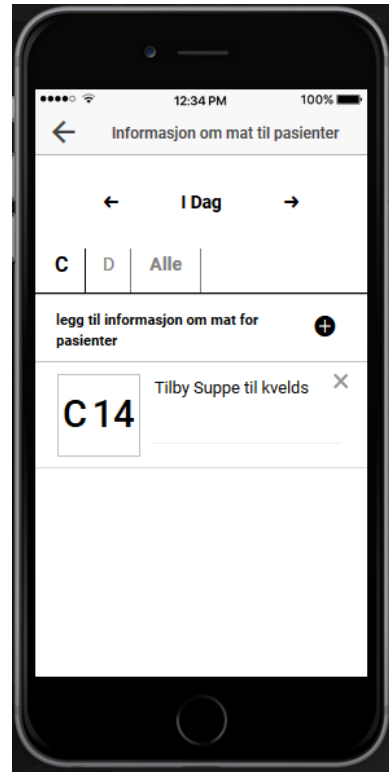 12:34 PM 100%
Informasjon om mat til pasienter
I Dag
C D Alle
legg til informasjon om mat for
pasienter
C 14 Tilby Suppe til kvelds